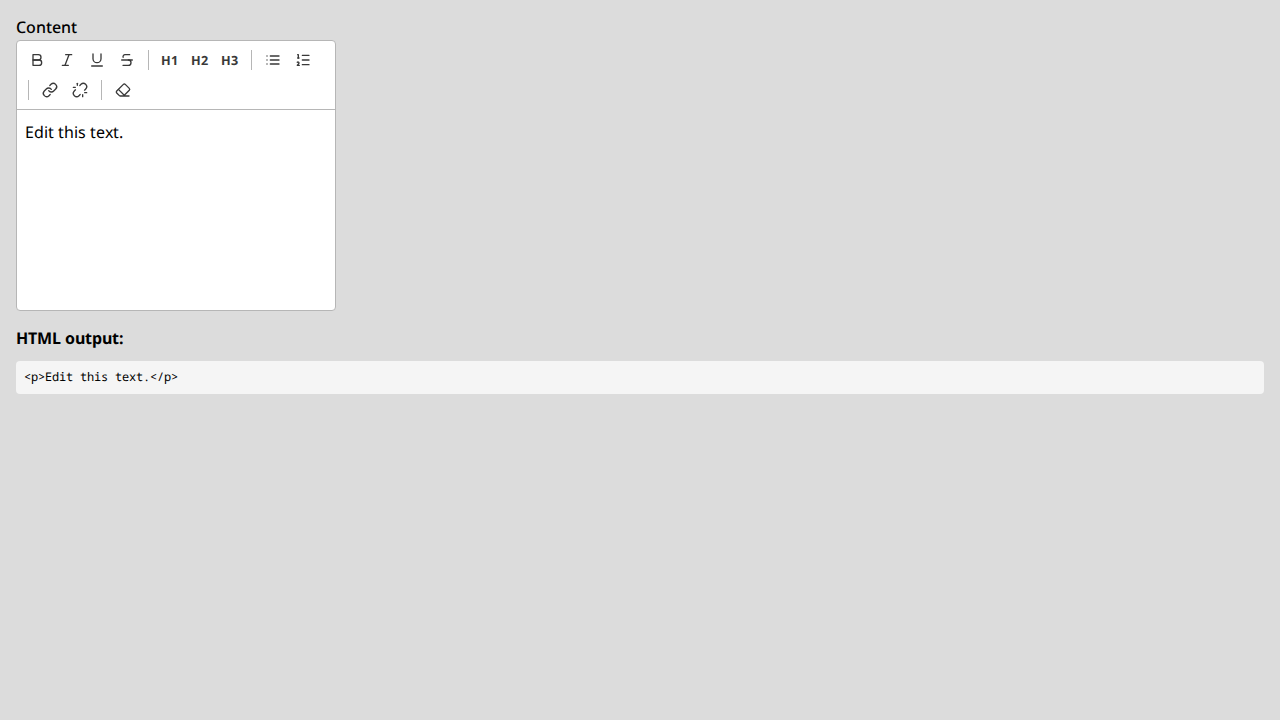 Content
H1 H2 H3
Edit this text.
HTML output:
<p>Edit this text.</p>